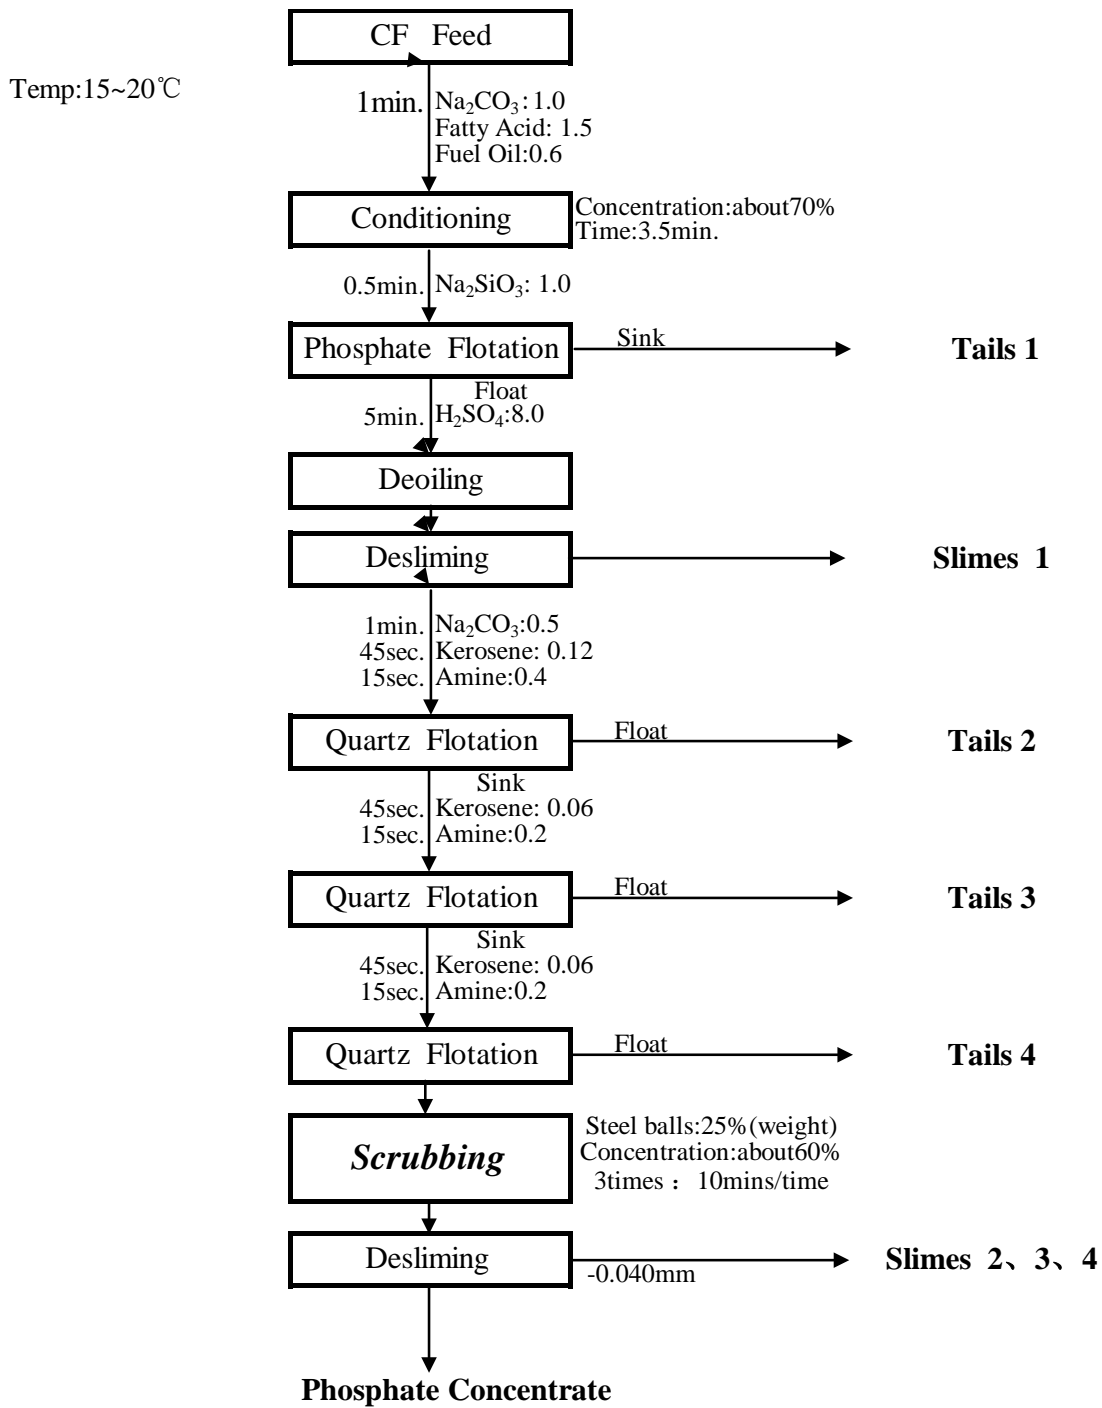 CF Feed
Temp:15~20℃
1min. Na₂CO₃:1.0
Fatty Acid: 1.5
Fuel Oil:0.6
Conditioning
Concentration:about70%
Time:3.5min.
0.5min. Na₂SiO₃: 1.0
Phosphate Flotation
Sink
Tails 1
Float
5min. H₂SO₄:8.0
Deoiling
Desliming
Slimes 1
1min. Na₂CO₃:0.5
45sec. Kerosene: 0.12
15sec. Amine:0.4
Quartz Flotation
Float
Tails 2
Sink
45sec. Kerosene: 0.06
15sec. Amine:0.2
Quartz Flotation
Float
Tails 3
Sink
45sec. Kerosene: 0.06
15sec. Amine:0.2
Quartz Flotation
Float
Tails 4
Scrubbing
Steel balls:25%(weight)
Concentration:about60%
3times：10mins/time
Desliming
-0.040mm
Slimes 2、3、4
Phosphate Concentrate